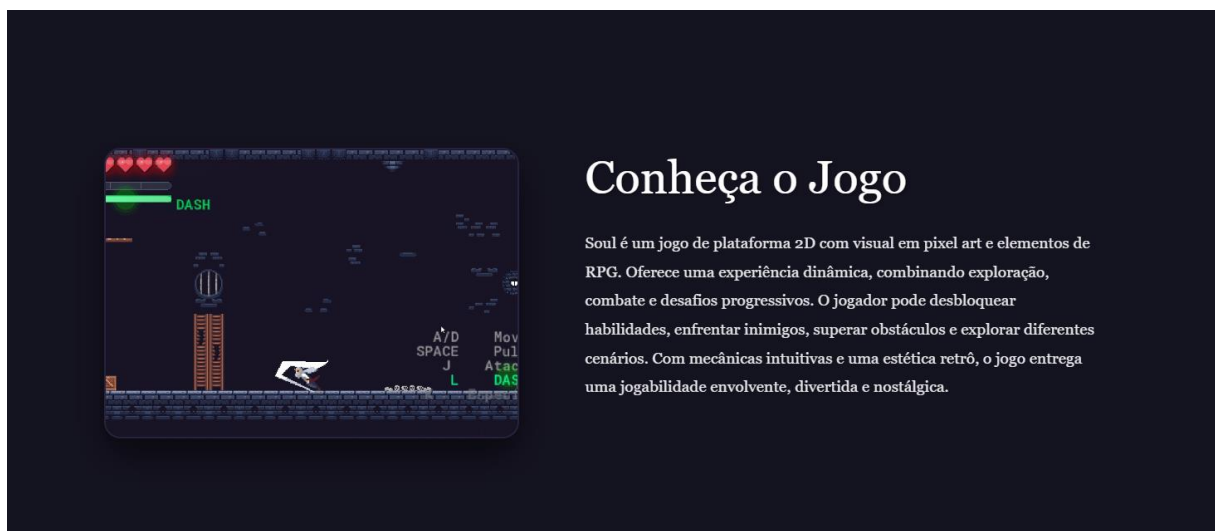 DASH
Conheça o Jogo
Soul é um jogo de plataforma 2D com visual em pixel art e elementos de
RPG. Oferece uma experiência dinâmica, combinando exploração,
combate e desafios progressivos. O jogador pode desbloquear
habilidades, enfrentar inimigos, superar obstáculos e explorar diferentes
cenários. Com mecânicas intuitivas e uma estética retrô, o jogo entrega
uma jogabilidade envolvente, divertida e nostálgica.
A/D Mov
SPACE Pul
J Atac
L DAS